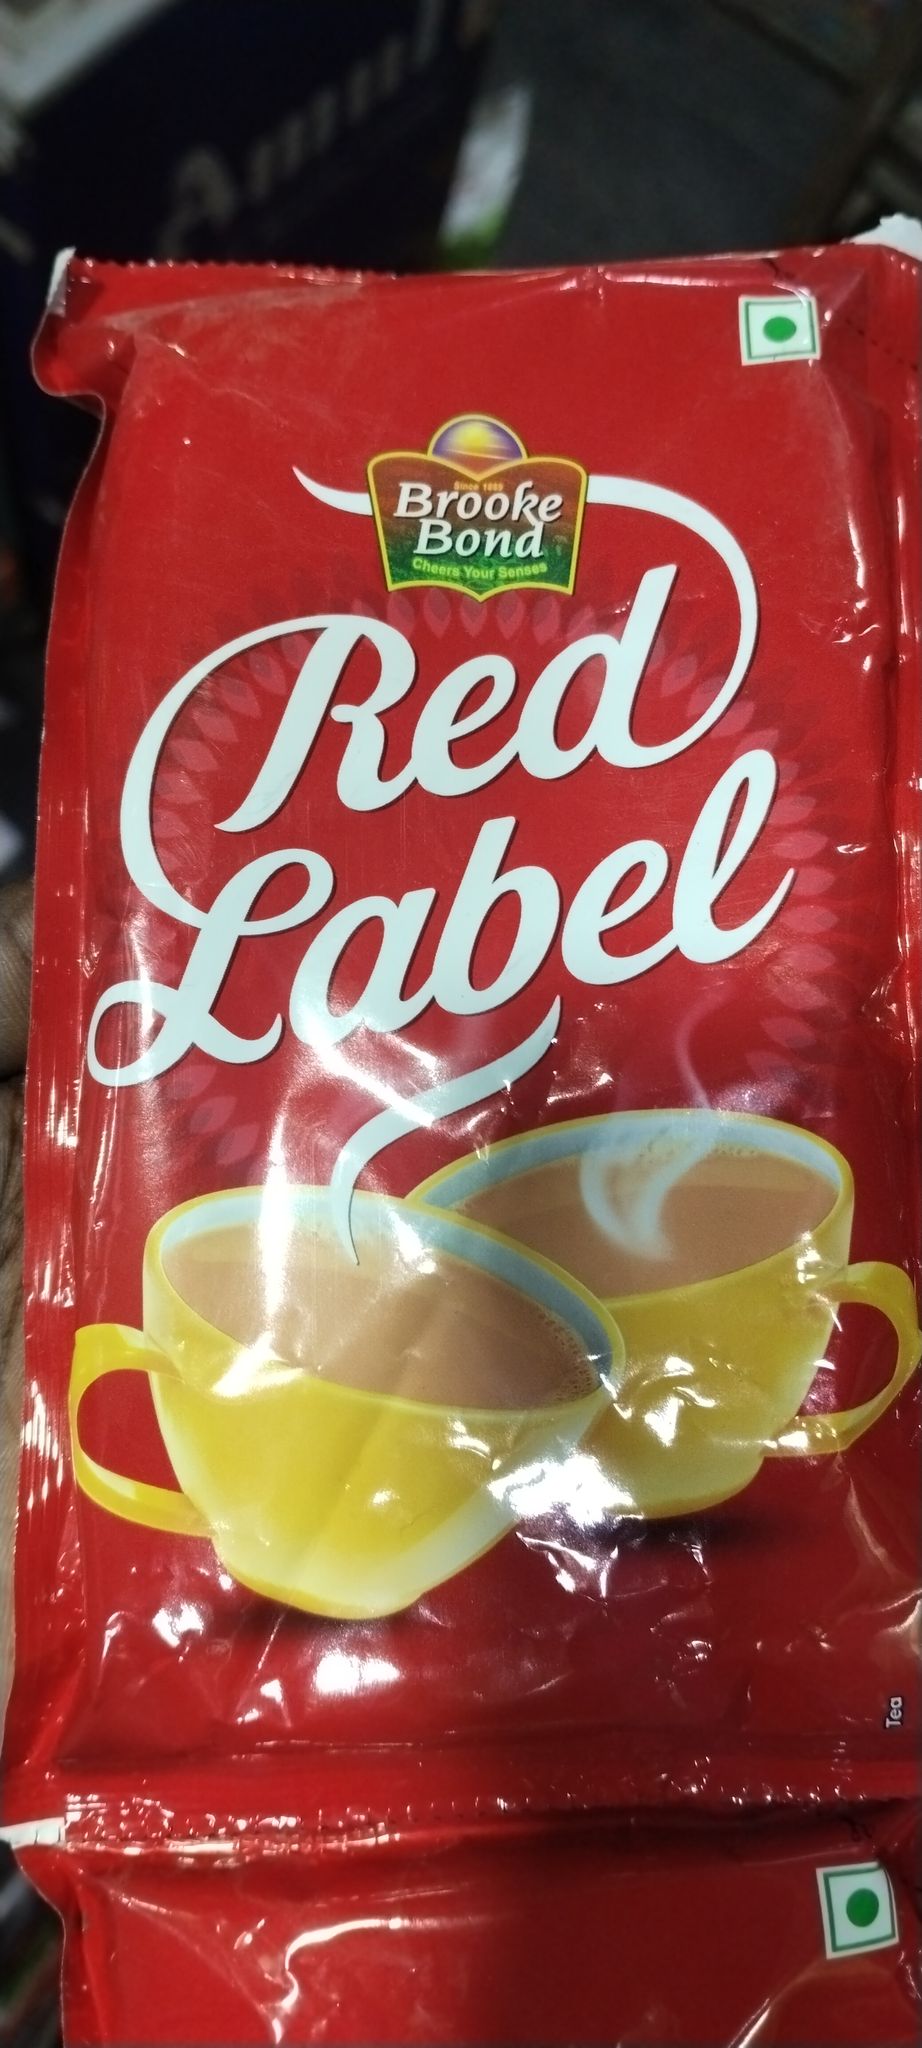 Since 1869
Brooke
Bond
Cheers Your Senses
Red
Label
Tea